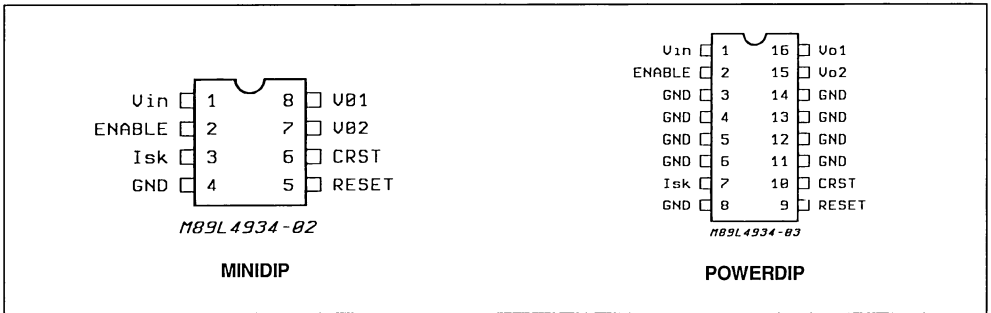 Vin 1 8 V01
ENABLE 2 7 V02
Isk 3 6 CRST
GND 4 5 RESET
M89L4934-02
MINIDIP
Vin 1 16 Vo1
ENABLE 2 15 Vo2
GND 3 14 GND
GND 4 13 GND
GND 5 12 GND
GND 6 11 GND
Isk 7 10 CRST
GND 8 9 RESET
M89L4934-03
POWERDIP